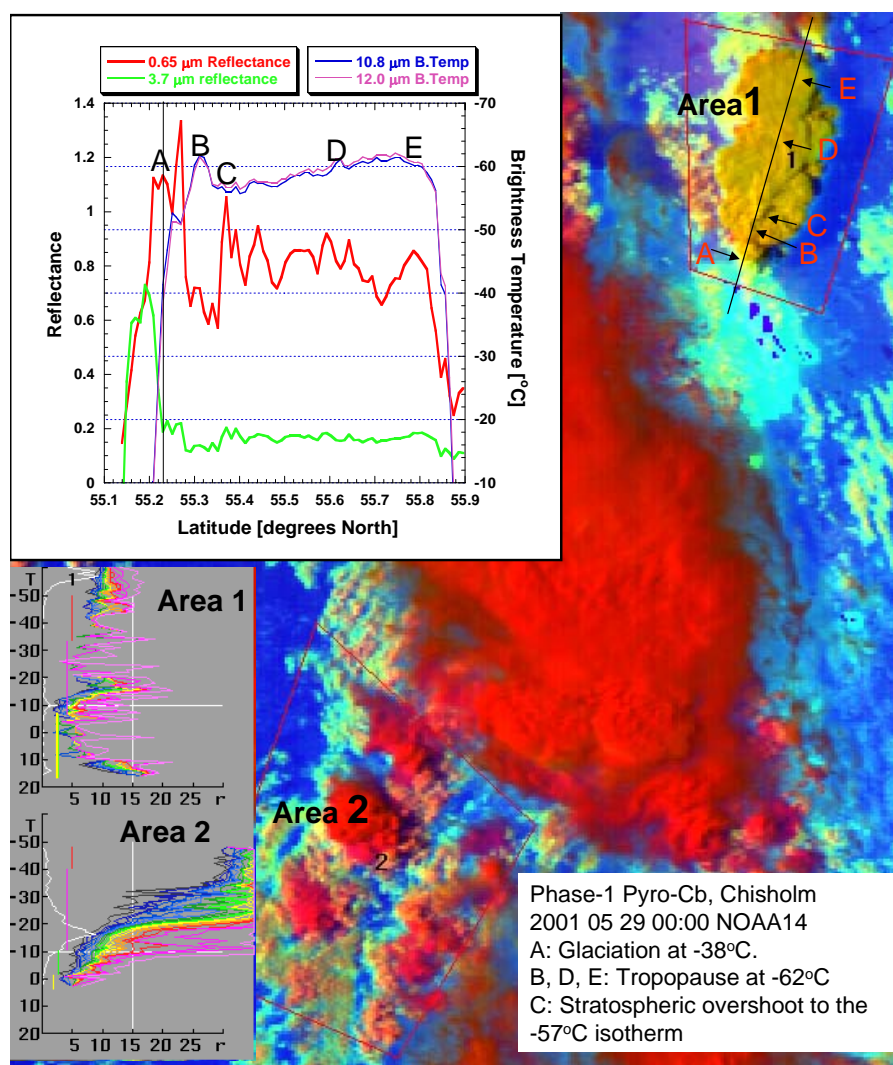 0.65 µm Reflectance
3.7 µm reflectance
10.8 µm B.Temp
12.0 µm B.Temp
1.4
1.2
1
0.8
0.6
0.4
0.2
0
Reflectance
-70
-60
-50
-40
-30
-20
-10
Brightness Temperature [°C]
A
B
C
D
E
55.1 55.2 55.3 55.4 55.5 55.6 55.7 55.8 55.9
Latitude [degrees North]
Area 1
E
1 D
C
B
A
T 1
Area 1
-50
40
30
20
10
0
10
20
5 10 15 20 25 r
T
Area 2
-50
40
30
20
10
0
10
20
5 10 15 20 25 r
Area 2
2
Phase-1 Pyro-Cb, Chisholm
2001 05 29 00:00 NOAA14
A: Glaciation at -38°C.
B, D, E: Tropopause at -62°C
C: Stratospheric overshoot to the
-57°C isotherm